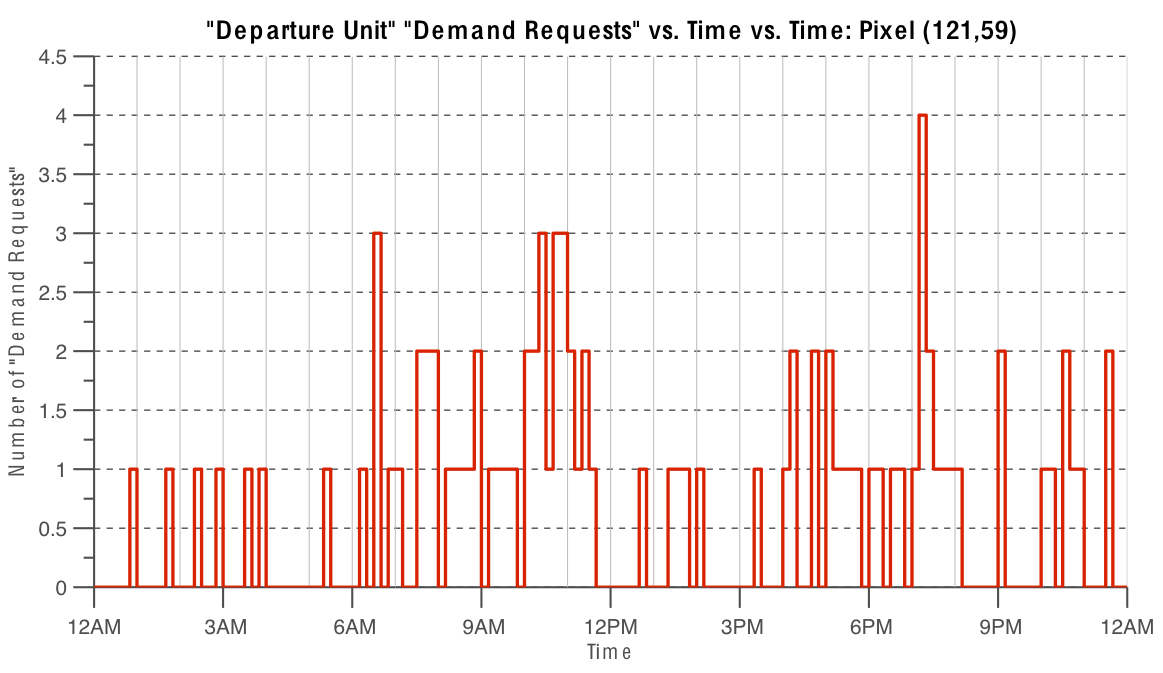 "Departure Unit" "Demand Requests" vs. Time vs. Time: Pixel (121,59)
Number of "Demand Requests"
4.5
4
3.5
3
2.5
2
1.5
1
0.5
0
12AM 3AM 6AM 9AM 12PM 3PM 6PM 9PM 12AM
Time